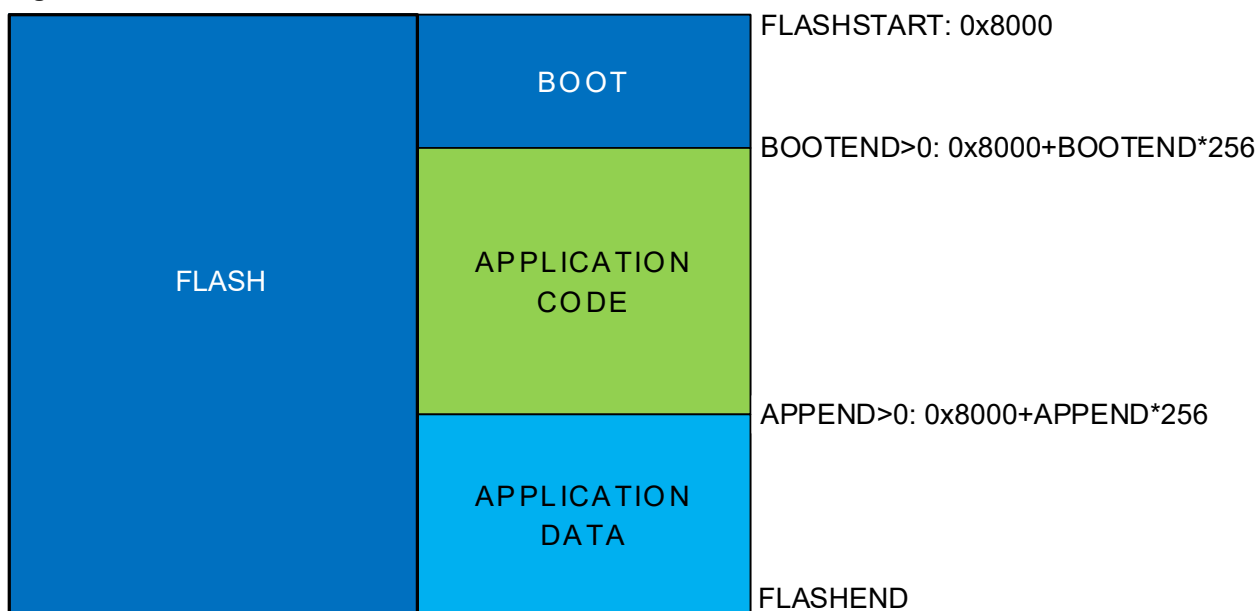 FLASHSTART: 0x8000
BOOT
BOOTEND>0: 0x8000+BOOTEND*256
FLASH
APPLICATION
CODE
APPEND>0: 0x8000+APPEND*256
APPLICATION
DATA
FLASHEND